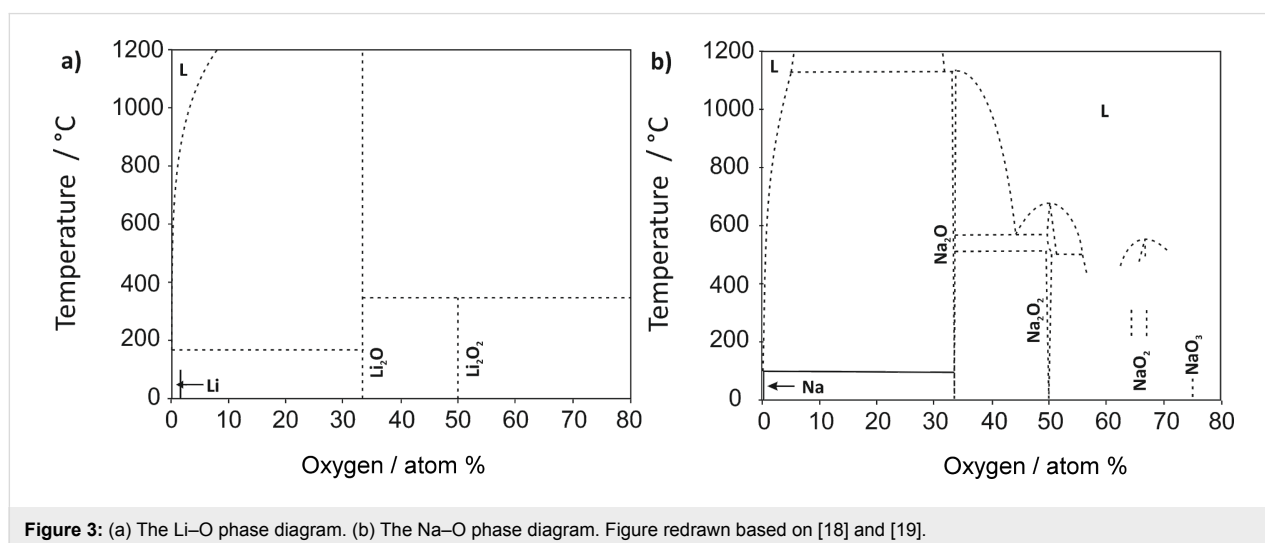 a)
1200
1000
800
600
400
200
0
Temperature / °C
L
Li
Li₂O
Li₂O₂
0 10 20 30 40 50 60 70 80
Oxygen / atom %
b)
1200
1000
800
600
400
200
0
Temperature / °C
L
L
Na
Na₂O
Na₂O₂
NaO₂
NaO₃
0 10 20 30 40 50 60 70 80
Oxygen / atom %
Figure 3: (a) The Li–O phase diagram. (b) The Na–O phase diagram. Figure redrawn based on [18] and [19].